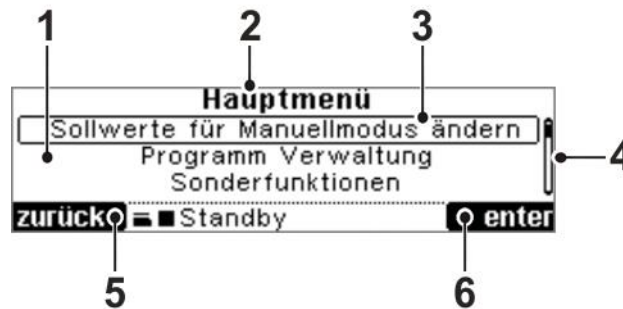 1 2 3
Hauptmenü
Sollwerte für Manuellmodus ändern
Programm Verwaltung 4
Sonderfunktionen
zurück Standby enter
5 6